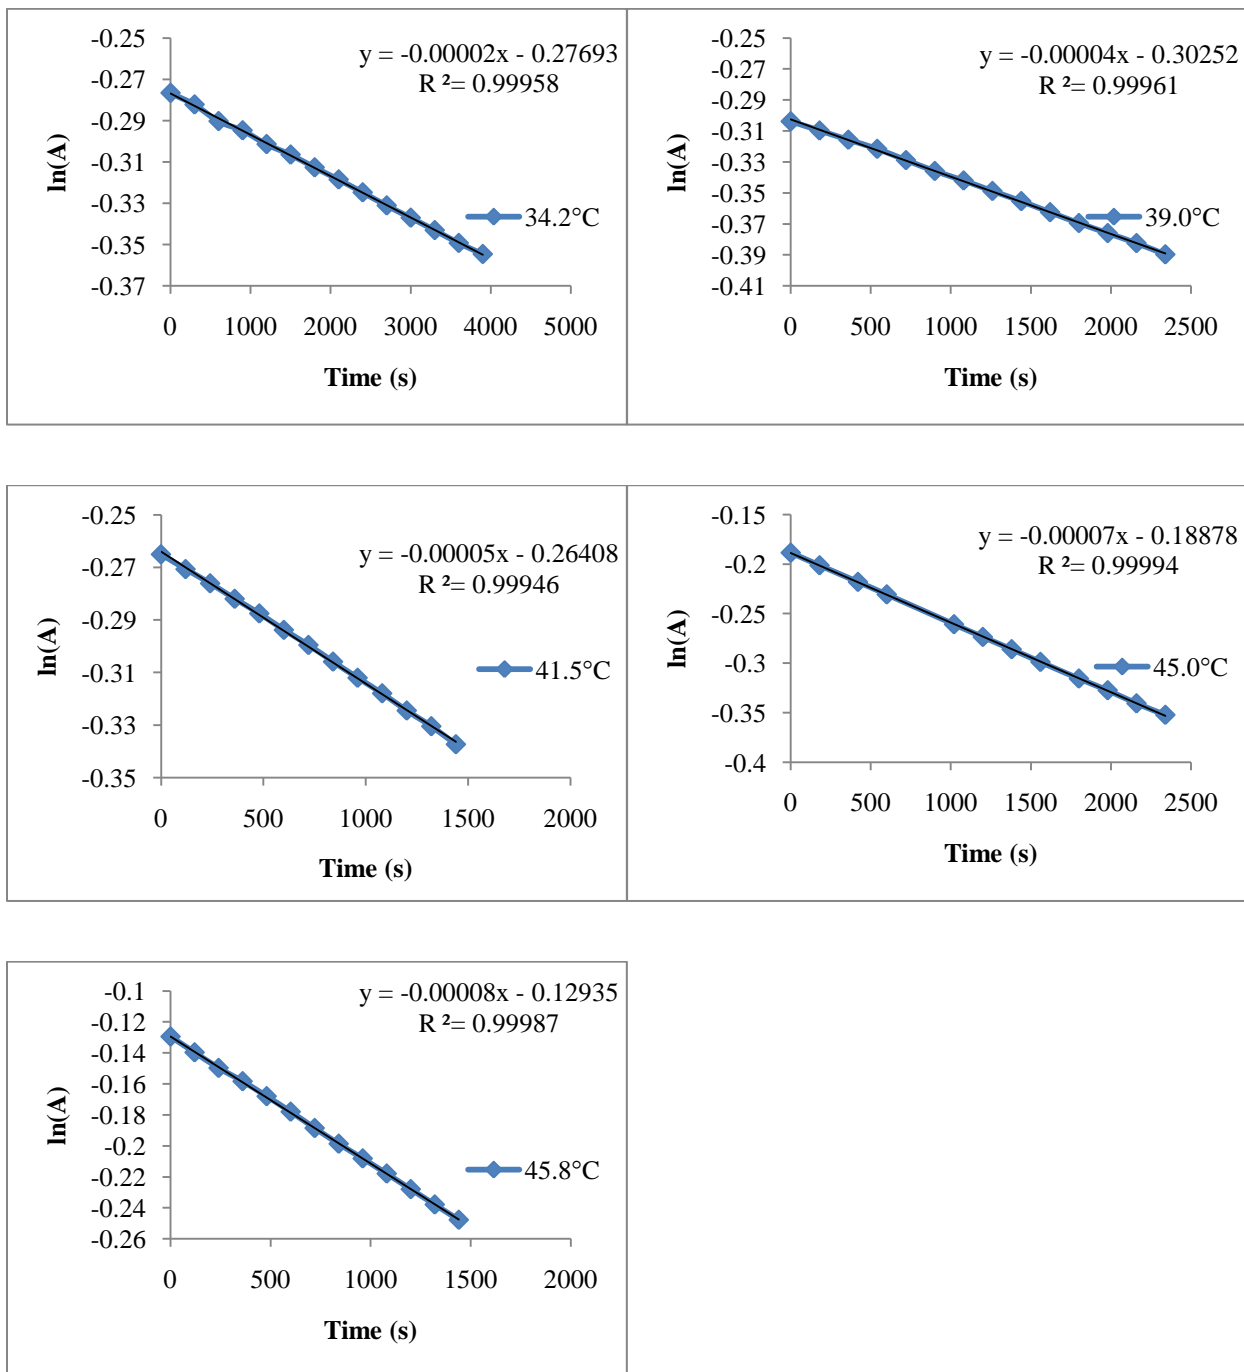 y = -0.00002x - 0.27693
R ²= 0.99958
-0.25
-0.27
-0.29
-0.31
-0.33
-0.35
-0.37
ln(A)
34.2°C
0 1000 2000 3000 4000 5000
Time (s)
y = -0.00004x - 0.30252
R ²= 0.99961
-0.25
-0.27
-0.29
-0.31
-0.33
-0.35
-0.37
-0.39
-0.41
ln(A)
39.0°C
0 500 1000 1500 2000 2500
Time (s)
y = -0.00005x - 0.26408
R ²= 0.99946
-0.25
-0.27
-0.29
-0.31
-0.33
-0.35
ln(A)
41.5°C
0 500 1000 1500 2000
Time (s)
y = -0.00007x - 0.18878
R ²= 0.99994
-0.15
-0.2
-0.25
-0.3
-0.35
-0.4
ln(A)
45.0°C
0 500 1000 1500 2000 2500
Time (s)
y = -0.00008x - 0.12935
R ²= 0.99987
-0.1
-0.12
-0.14
-0.16
-0.18
-0.2
-0.22
-0.24
-0.26
ln(A)
45.8°C
0 500 1000 1500 2000
Time (s)